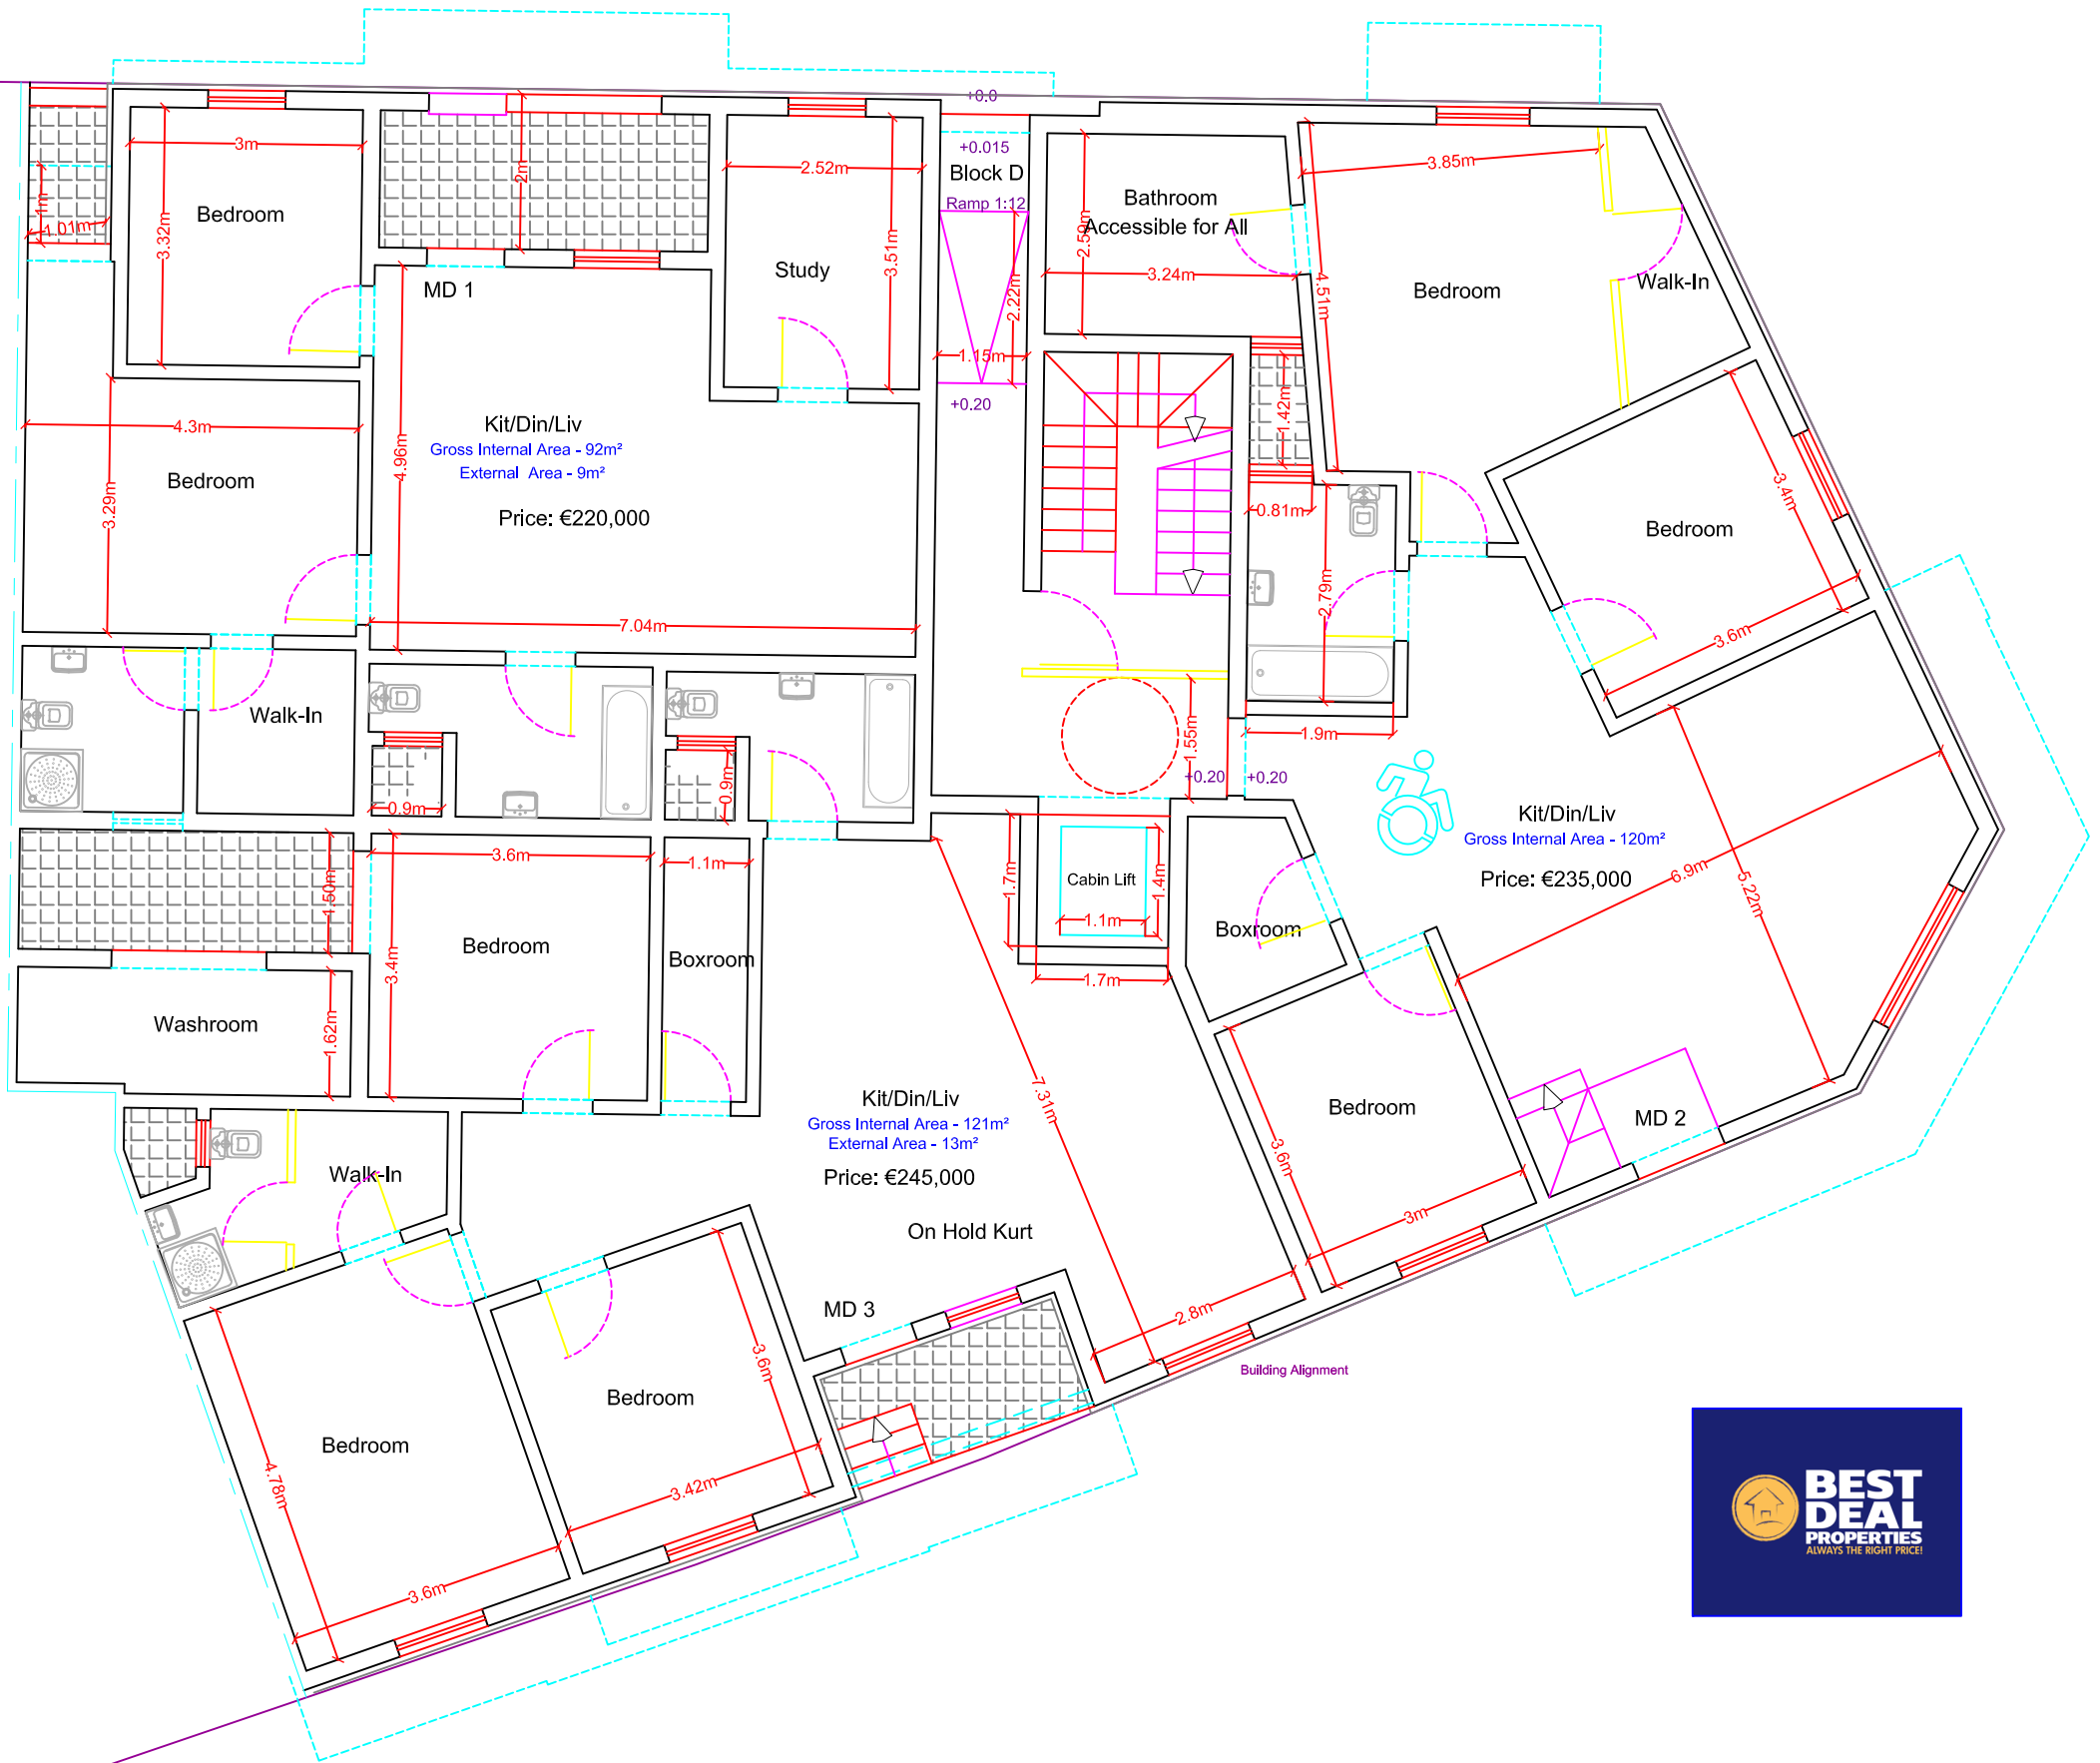 +0.0
+0.015
Block D
Ramp 1:12
2.22m
1.15m
+0.20
3m
3.32m
Bedroom
1m
1.01m
2m
MD 1
2.52m
3.51m
Study
Bathroom
Accessible for All
2.59m
3.24m
3.85m
4.51m
Bedroom
Walk-In
1.42m
0.81m
2.79m
1.9m
4.3m
3.29m
Bedroom
Kit/Din/Liv
Gross Internal Area - 92m²
External Area - 9m²
Price: €220,000
4.96m
7.04m
3.4m
Bedroom
3.6m
Walk-In
0.9m
0.9m
1.55m
+0.20
+0.20
Kit/Din/Liv
Gross Internal Area - 120m²
Price: €235,000
6.9m
5.22m
1.50m
3.6m
3.4m
Bedroom
1.1m
Boxroom
1.7m
Cabin Lift
1.4m
1.1m
1.7m
Boxroom
Washroom
1.62m
Kit/Din/Liv
Gross Internal Area - 121m²
External Area - 13m²
Price: €245,000
On Hold Kurt
7.31m
Bedroom
3.6m
3m
MD 2
Walk-In
MD 3
2.8m
Building Alignment
Bedroom
3.6m
3.42m
Bedroom
4.78m
3.6m
BEST
DEAL
PROPERTIES
ALWAYS THE RIGHT PRICE!